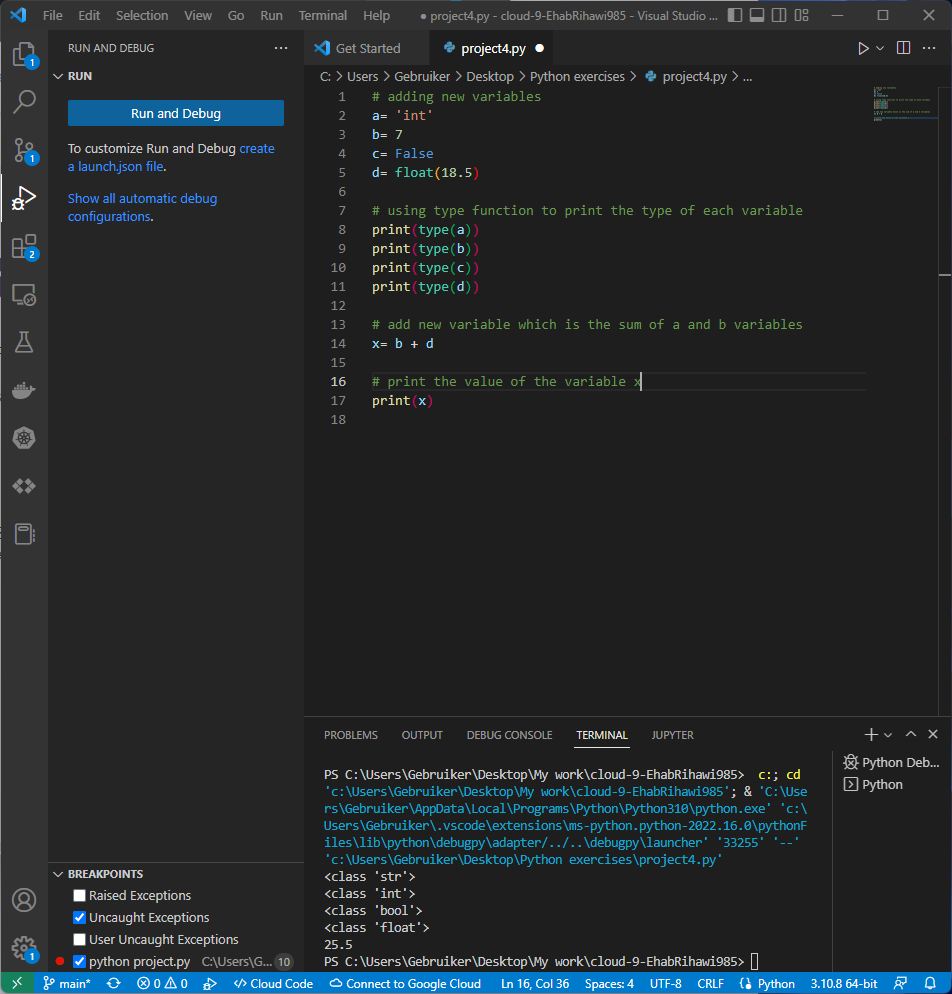 File Edit Selection View Go Run Terminal Help ● project4.py - cloud-9-EhabRihawi985 - Visual Studio ...
RUN AND DEBUG ...
RUN
Run and Debug
To customize Run and Debug create
a launch.json file.
Show all automatic debug
configurations.
1
1
2
1
Get Started project4.py ●
C: > Users > Gebruiker > Desktop > Python exercises > project4.py > ...
1 # adding new variables
2 a= 'int'
3 b= 7
4 c= False
5 d= float(18.5)
6
7 # using type function to print the type of each variable
8 print(type(a))
9 print(type(b))
10 print(type(c))
11 print(type(d))
12
13 # add new variable which is the sum of a and b variables
14 x= b + d
15
16 # print the value of the variable x
17 print(x)
18
PROBLEMS OUTPUT DEBUG CONSOLE TERMINAL JUPYTER
PS C:\Users\Gebruiker\Desktop\My work\cloud-9-EhabRihawi985> c:; cd
'c:\Users\Gebruiker\Desktop\My work\cloud-9-EhabRihawi985'; & 'C:\Use
rs\Gebruiker\AppData\Local\Programs\Python\Python310\python.exe' 'c:\
Users\Gebruiker\.vscode\extensions\ms-python.python-2022.16.0\pythonF
iles\lib\python\debugpy\adapter/../..\debugpy\launcher' '33255' '--'
'c:\Users\Gebruiker\Desktop\Python exercises\project4.py'
<class 'str'>
<class 'int'>
<class 'bool'>
<class 'float'>
25.5
PS C:\Users\Gebruiker\Desktop\My work\cloud-9-EhabRihawi985>
Python Deb...
Python
BREAKPOINTS
Raised Exceptions
Uncaught Exceptions
User Uncaught Exceptions
python project.py C:\Users\G... 10
main* 0 0 Cloud Code Connect to Google Cloud Ln 16, Col 36 Spaces: 4 UTF-8 CRLF Python 3.10.8 64-bit